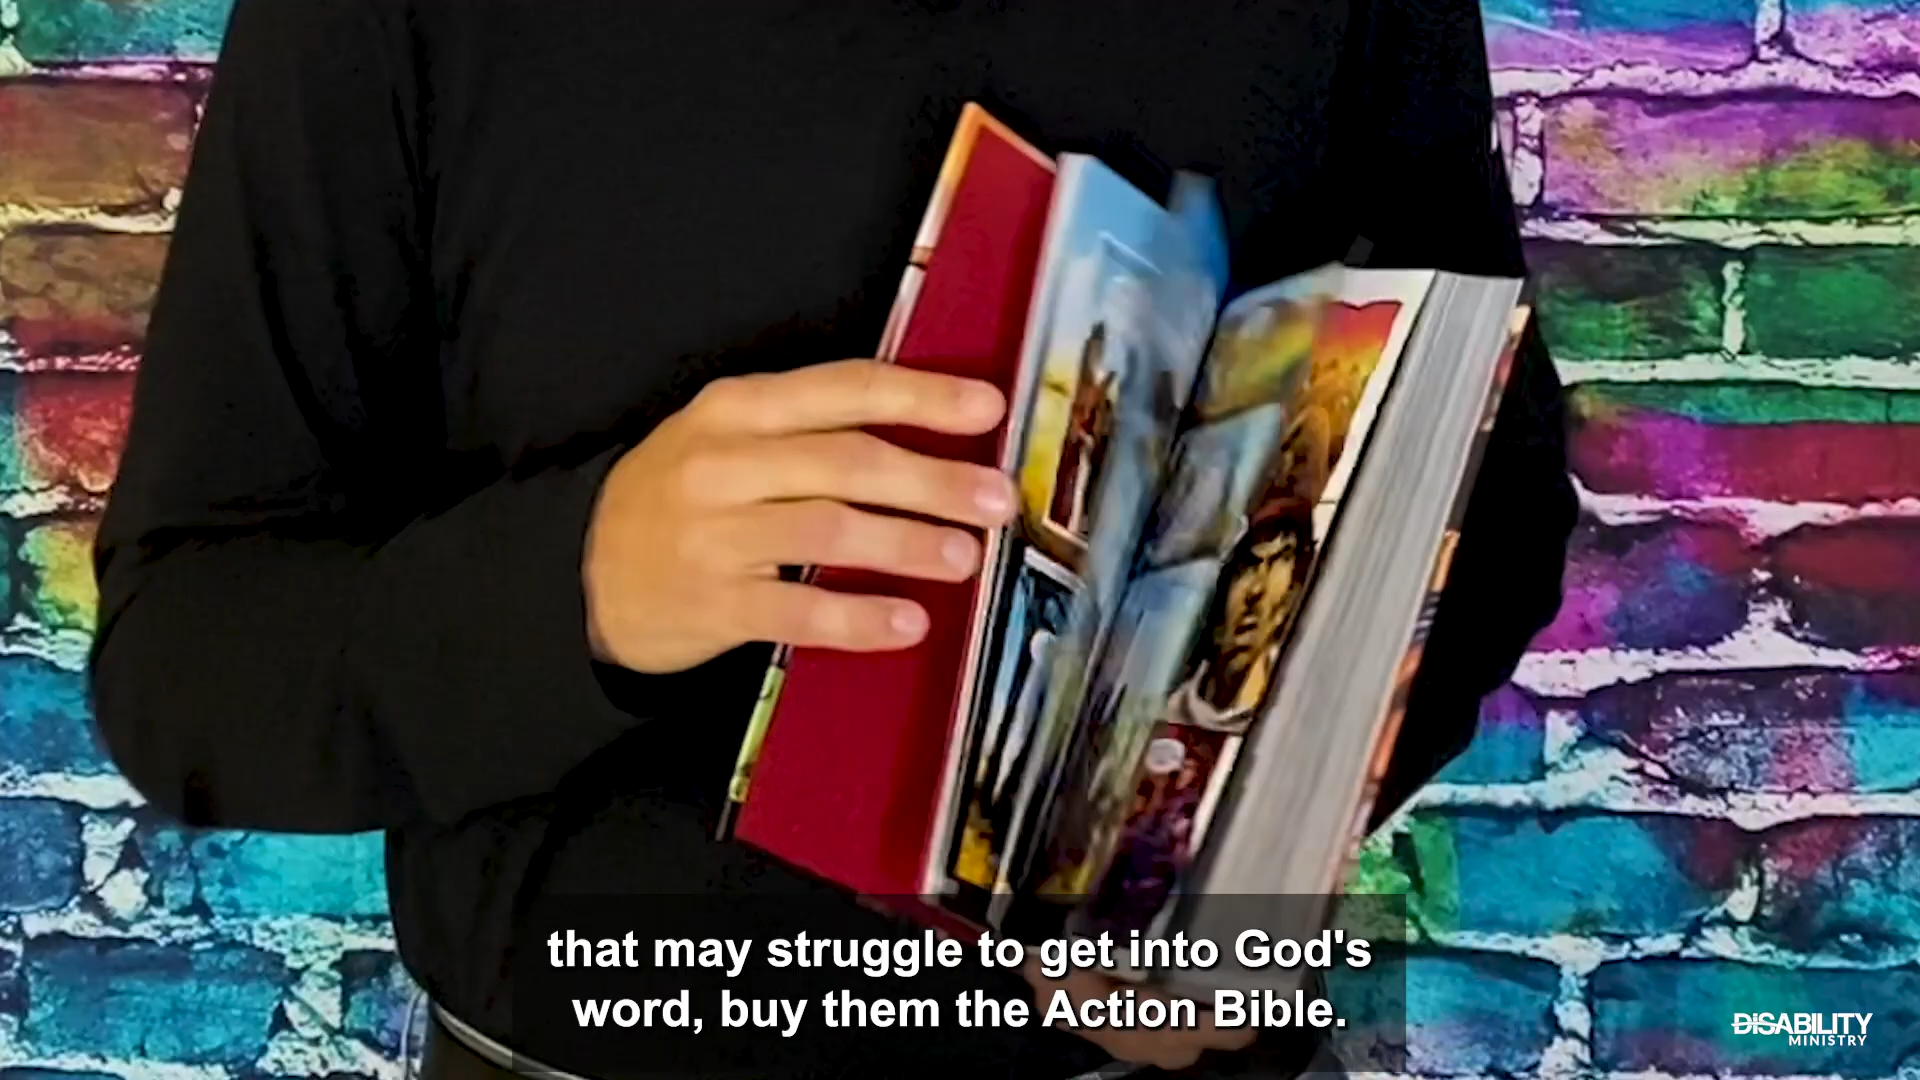 that may struggle to get into God's
word, buy them the Action Bible.
DiSABILITY
MINISTRY